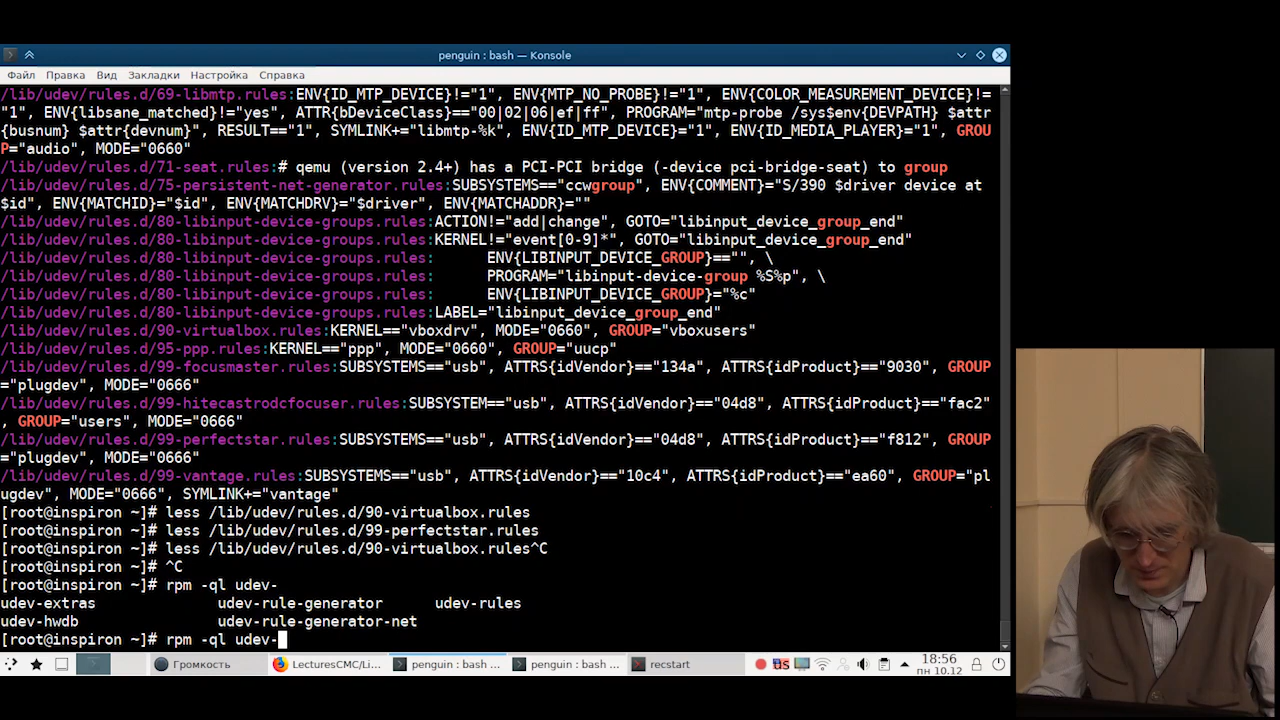 penguin : bash — Konsole
Файл Правка Вид Закладки Настройка Справка
/lib/udev/rules.d/69-libmtp.rules:ENV{ID_MTP_DEVICE}!="1", ENV{MTP_NO_PROBE}!="1", ENV{COLOR_MEASUREMENT_DEVICE}!=
"1", ENV{libsane_matched}!="yes", ATTR{bDeviceClass}=="00|02|06|ef|ff", PROGRAM="mtp-probe /sys$env{DEVPATH} $attr
{busnum} $attr{devnum}", RESULT=="1", SYMLINK+="libmtp-%k", ENV{ID_MTP_DEVICE}="1", ENV{ID_MEDIA_PLAYER}="1", GROU
P="audio", MODE="0660"
/lib/udev/rules.d/71-seat.rules:# qemu (version 2.4+) has a PCI-PCI bridge (-device pci-bridge-seat) to group
/lib/udev/rules.d/75-persistent-net-generator.rules:SUBSYSTEMS=="ccwgroup", ENV{COMMENT}="S/390 $driver device at
$id", ENV{MATCHID}="$id", ENV{MATCHDRV}="$driver", ENV{MATCHADDR}=""
/lib/udev/rules.d/80-libinput-device-groups.rules:ACTION!="add|change", GOTO="libinput_device_group_end"
/lib/udev/rules.d/80-libinput-device-groups.rules:KERNEL!="event[0-9]*", GOTO="libinput_device_group_end"
/lib/udev/rules.d/80-libinput-device-groups.rules: ENV{LIBINPUT_DEVICE_GROUP}=="", \
/lib/udev/rules.d/80-libinput-device-groups.rules: PROGRAM="libinput-device-group %S%p", \
/lib/udev/rules.d/80-libinput-device-groups.rules: ENV{LIBINPUT_DEVICE_GROUP}="%c"
/lib/udev/rules.d/80-libinput-device-groups.rules:LABEL="libinput_device_group_end"
/lib/udev/rules.d/90-virtualbox.rules:KERNEL=="vboxdrv", MODE="0660", GROUP="vboxusers"
/lib/udev/rules.d/95-ppp.rules:KERNEL=="ppp", MODE="0660", GROUP="uucp"
/lib/udev/rules.d/99-focusmaster.rules:SUBSYSTEMS=="usb", ATTRS{idVendor}=="134a", ATTRS{idProduct}=="9030", GROUP
="plugdev", MODE="0666"
/lib/udev/rules.d/99-hitecastrodcfocuser.rules:SUBSYSTEM=="usb", ATTRS{idVendor}=="04d8", ATTRS{idProduct}=="fac2"
, GROUP="users", MODE="0666"
/lib/udev/rules.d/99-perfectstar.rules:SUBSYSTEMS=="usb", ATTRS{idVendor}=="04d8", ATTRS{idProduct}=="f812", GROUP
="plugdev", MODE="0666"
/lib/udev/rules.d/99-vantage.rules:SUBSYSTEMS=="usb", ATTRS{idVendor}=="10c4", ATTRS{idProduct}=="ea60", GROUP="pl
ugdev", MODE="0666", SYMLINK+="vantage"
[root@inspiron ~]# less /lib/udev/rules.d/90-virtualbox.rules
[root@inspiron ~]# less /lib/udev/rules.d/99-perfectstar.rules
[root@inspiron ~]# less /lib/udev/rules.d/90-virtualbox.rules^C
[root@inspiron ~]# ^C
[root@inspiron ~]# rpm -ql udev-
udev-extras udev-rule-generator udev-rules
udev-hwdb udev-rule-generator-net
[root@inspiron ~]# rpm -ql udev-
Громкость LecturesCMC/Li... penguin : bash ... penguin : bash ... recstart us 18:56
пн 10.12